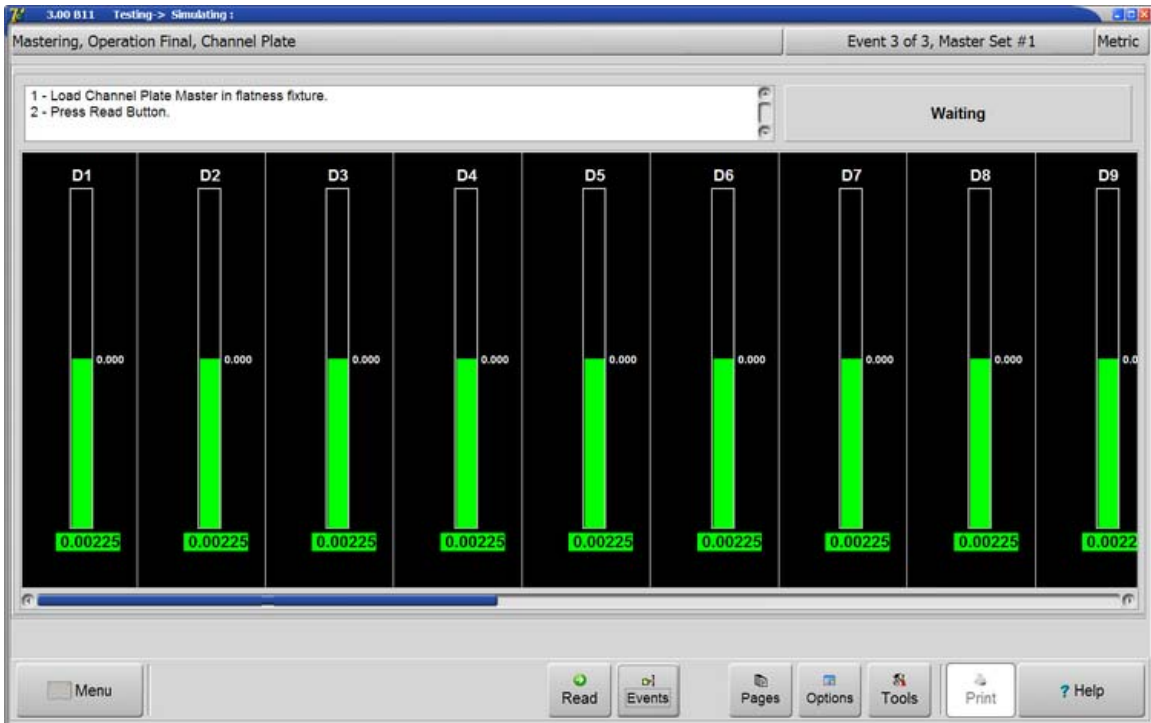 3.00 B11 Testing-> Simulating :
Mastering, Operation Final, Channel Plate Event 3 of 3, Master Set #1 Metric
1 - Load Channel Plate Master in flatness fixture.
2 - Press Read Button.
Waiting
D1 D2 D3 D4 D5 D6 D7 D8 D9
0.000 0.000 0.000 0.000 0.000 0.000 0.000 0.000 0.0
0.00225 0.00225 0.00225 0.00225 0.00225 0.00225 0.00225 0.00225 0.0022
Menu Read Events Pages Options Tools Print ? Help